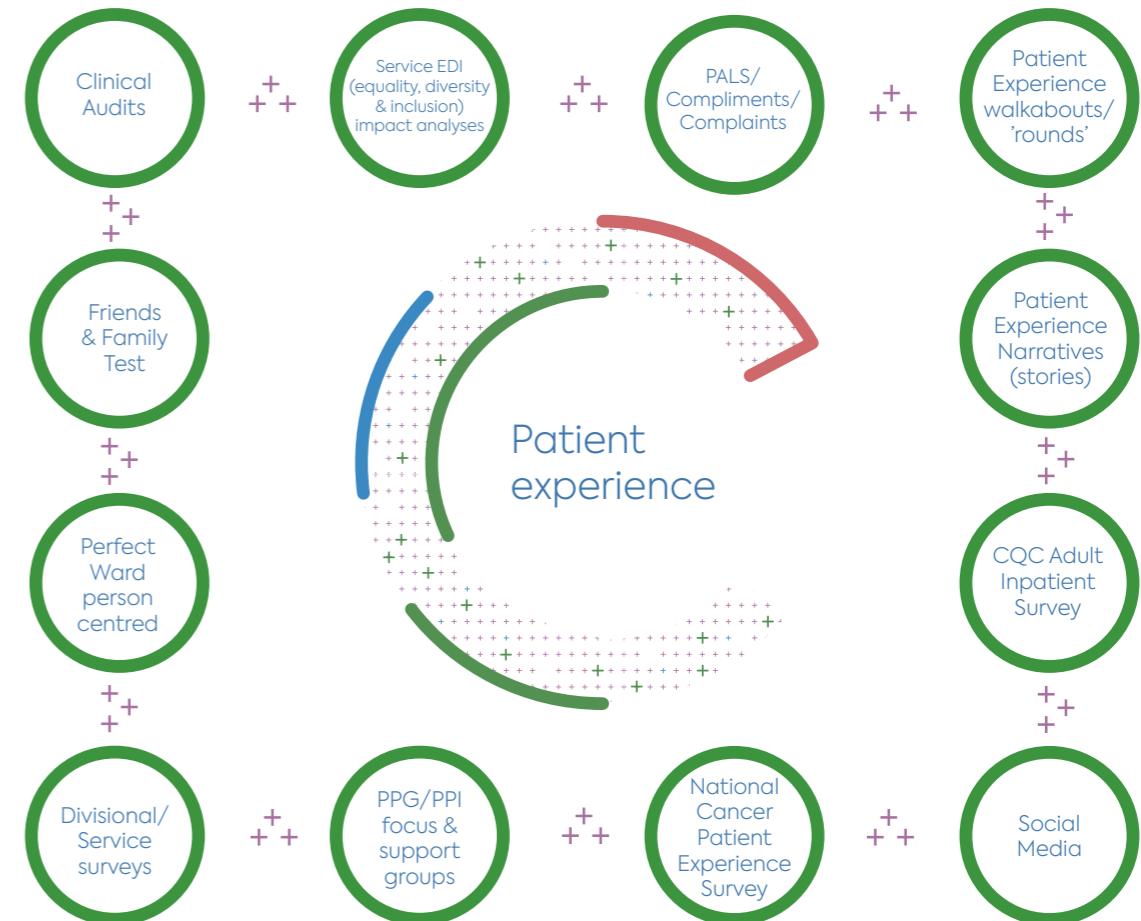 Clinical
Audits
Service EDI
(equality, diversity
& inclusion)
impact analyses
PALS/
Compliments/
Complaints
Patient
Experience
walkabouts/
'rounds'
Friends
& Family
Test
Patient
Experience
Narratives
(stories)
Patient
experience
Perfect
Ward
person
centred
CQC Adult
Inpatient
Survey
Divisional/
Service
surveys
PPG/PPI
focus &
support
groups
National
Cancer
Patient
Experience
Survey
Social
Media